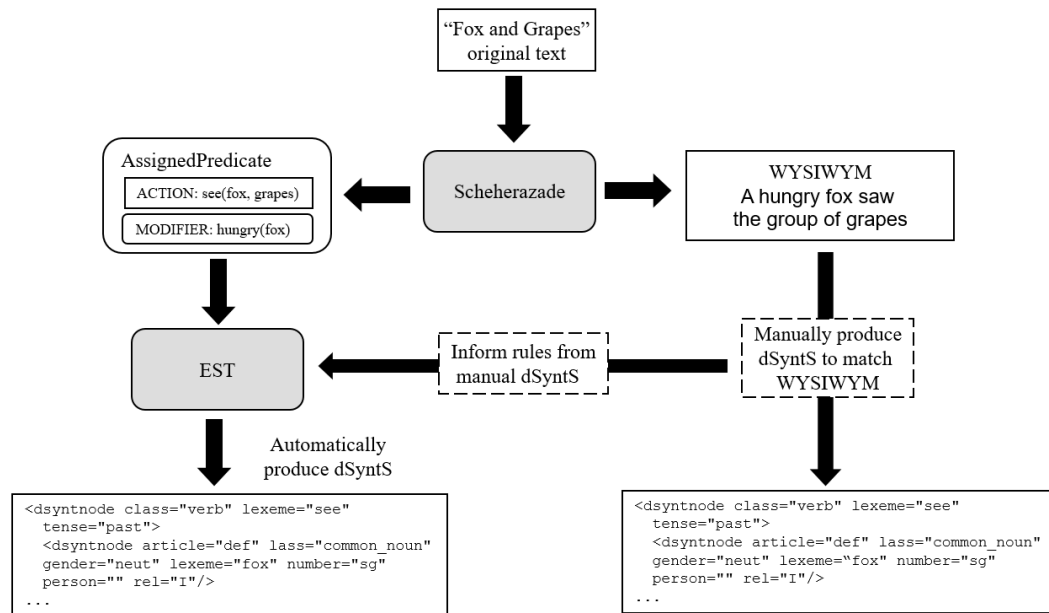 “Fox and Grapes”
original text
AssignedPredicate
ACTION: see(fox, grapes)
MODIFIER: hungry(fox)
Scheherazade
WYSIWYM
A hungry fox saw
the group of grapes
EST
Inform rules from
manual dSyntS
Manually produce
dSyntS to match
WYSIWYM
Automatically
produce dSyntS
<dsyntnode class="verb" lexeme="see"
tense="past">
<dsyntnode article="def" lass="common_noun"
gender="neut" lexeme="fox" number="sg"
person="" rel="I"/>
...
<dsyntnode class="verb" lexeme="see"
tense="past">
<dsyntnode article="def" class="common_noun"
gender="neut" lexeme=“fox" number="sg"
person="" rel="I"/>
...